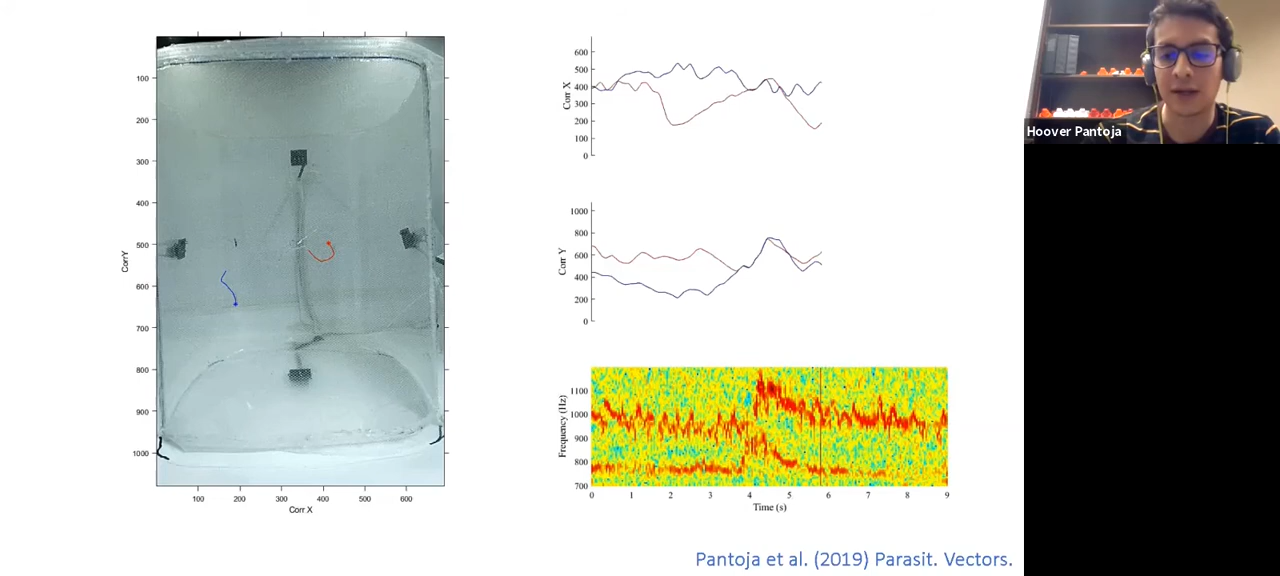 100
200
300
400
500
600
700
800
900
1000
CorrY
100 200 300 400 500 600
Corr X
600
500
400
300
200
100
0
Corr X
1000
800
600
400
200
0
Corr Y
1100
1000
900
800
700
Frequency (Hz)
0 1 2 3 4 5 6 7 8 9
Time (s)
Pantoja et al. (2019) Parasit. Vectors.
Hoover Pantoja